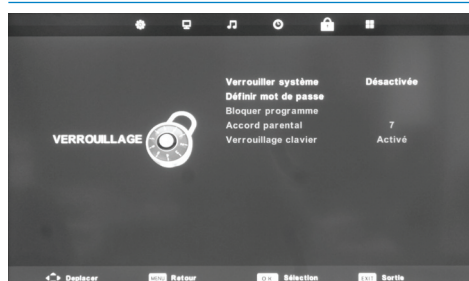 Verrouiller système Désactivée
Définir mot de passe
Bloquer programme
Accord parental 7
VERROUILLAGE
Verrouillage clavier Activé
Deplacer MENU Retour OK Sélection EXIT Sortis